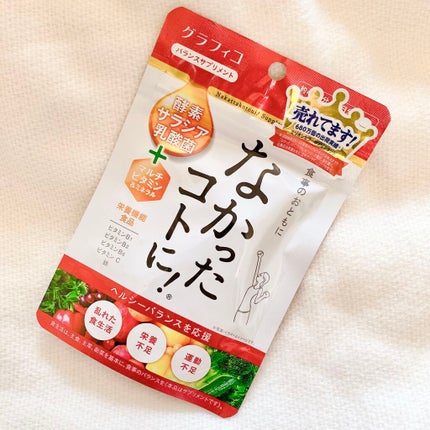 グラフィコ
バランスサプリメント
Nakattakotoni! Supple
酵素
サラシア
乳酸菌
+
マルチ
ビタミン
&ミネラル
栄養機能
食品
ビタミンB1
ビタミンB2
ビタミンB6
ビタミンC
売れてます!
食事のおともに
なかった
コトに!®
ヘルシーバランスを応援
乱れた
食生活
栄養
不足
運動
不足